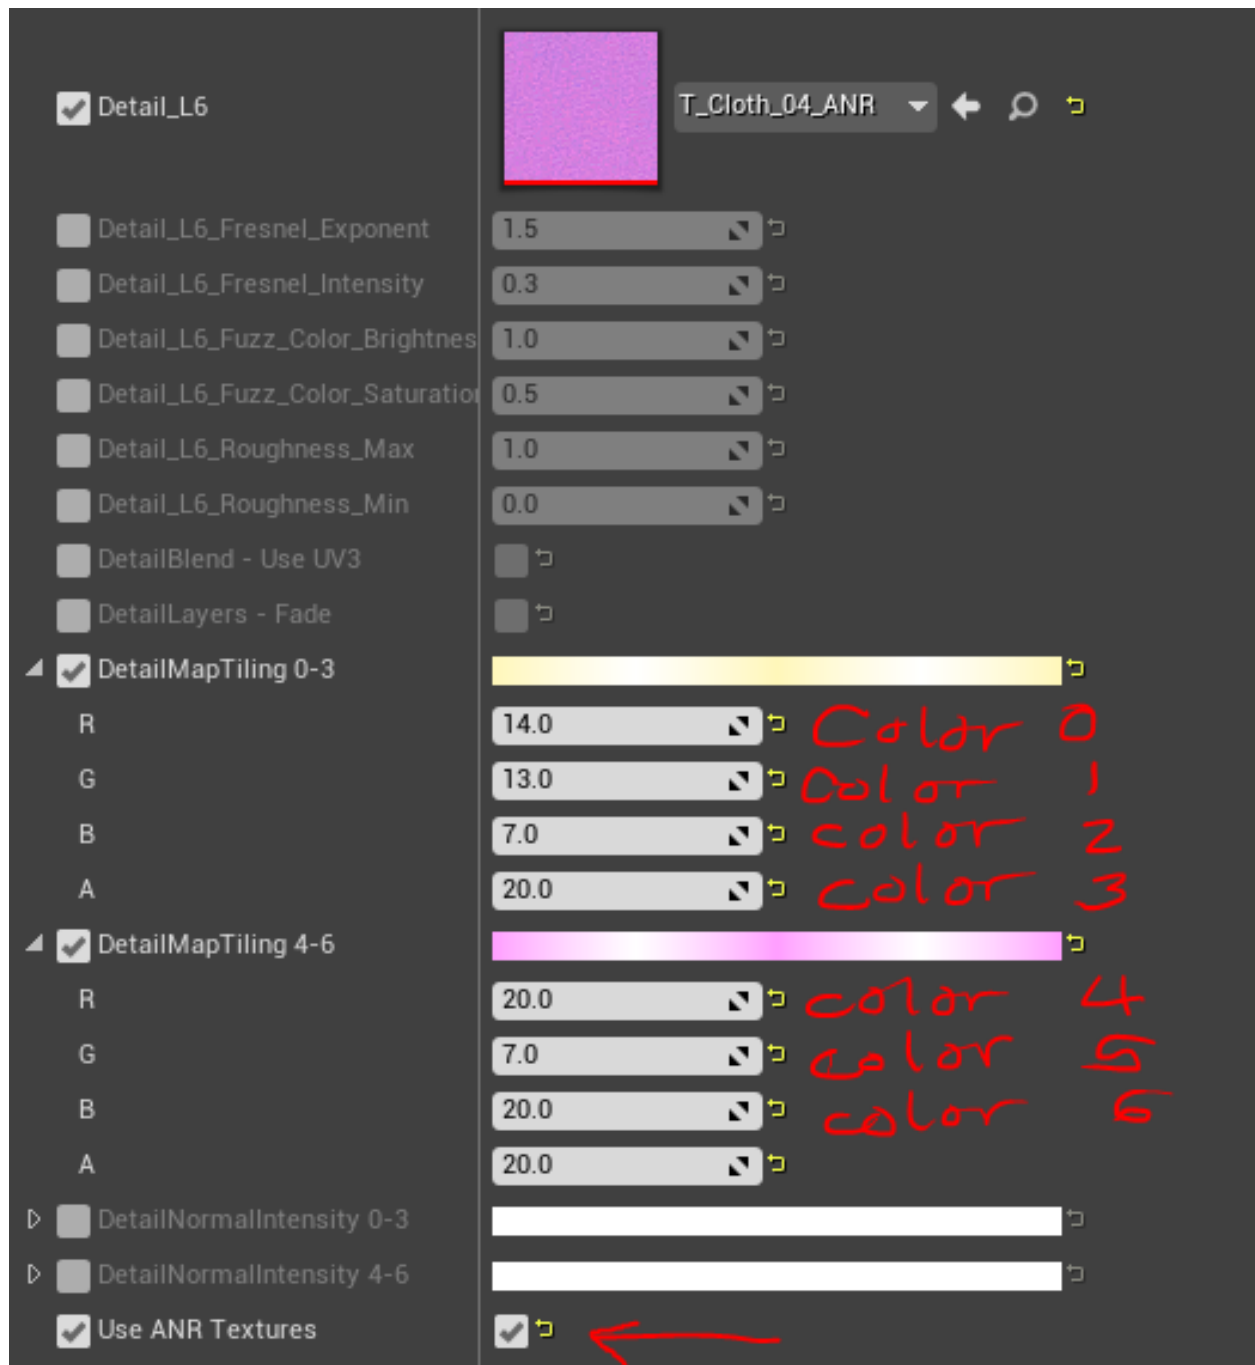 Detail_L6 T_Cloth_04_ANR
Detail_L6_Fresnel_Exponent 1.5
Detail_L6_Fresnel_Intensity 0.3
Detail_L6_Fuzz_Color_Brightnes 1.0
Detail_L6_Fuzz_Color_Saturation 0.5
Detail_L6_Roughness_Max 1.0
Detail_L6_Roughness_Min 0.0
DetailBlend - Use UV3
DetailLayers - Fade
DetailMapTiling 0-3
R 14.0 Color 0
G 13.0 Color 1
B 7.0 color 2
A 20.0 color 3
DetailMapTiling 4-6
R 20.0 color 4
G 7.0 color 5
B 20.0 color 6
A 20.0
DetailNormalIntensity 0-3
DetailNormalIntensity 4-6
Use ANR Textures